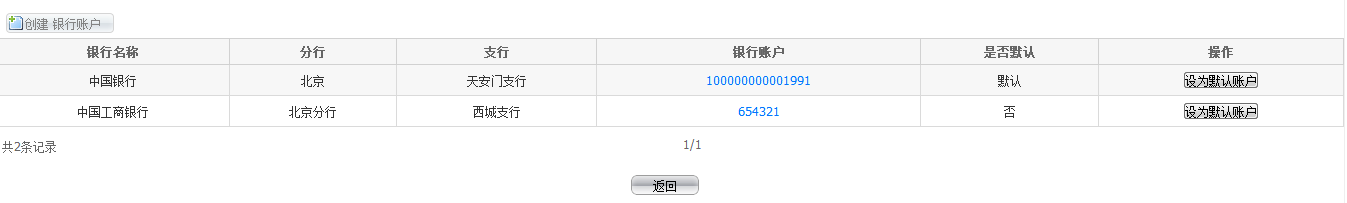 创建 银行账户
银行名称 分行 支行 银行账户 是否默认 操作
中国银行 北京 天安门支行 100000000001991 默认 设为默认账户
中国工商银行 北京分行 西城支行 654321 否 设为默认账户
共2条记录 1/1
返回